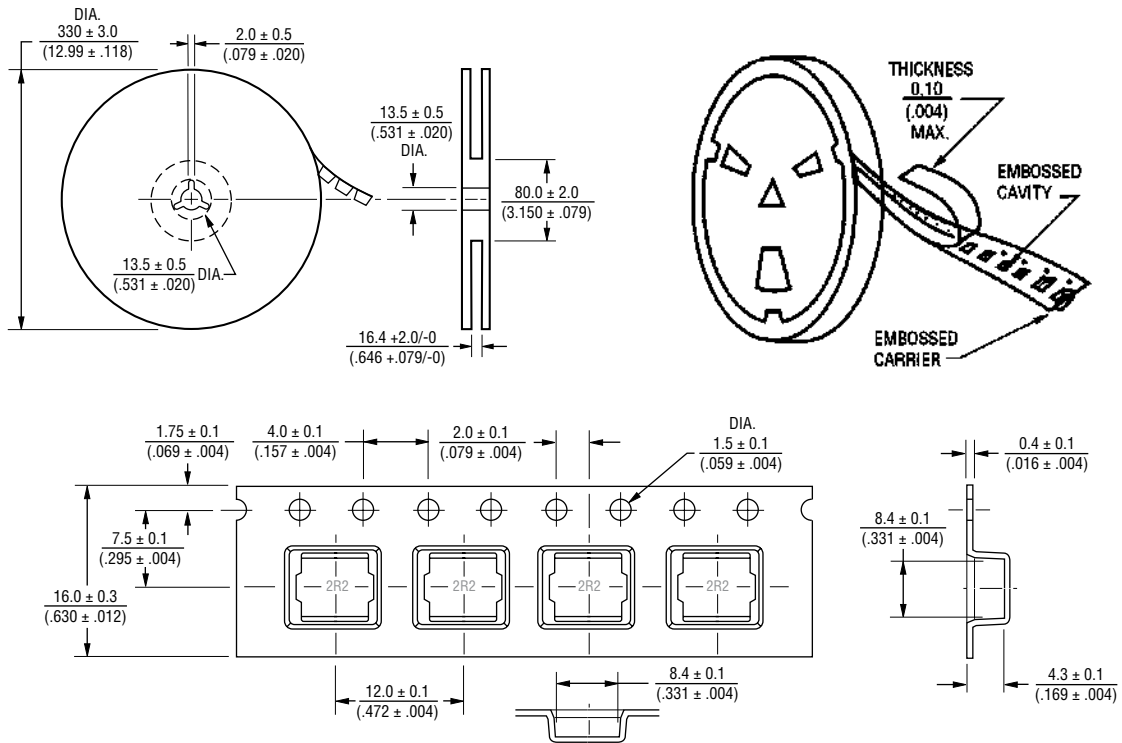 DIA.
330 ± 3.0
(12.99 ± .118)
2.0 ± 0.5
(.079 ± .020)
13.5 ± 0.5
(.531 ± .020)
DIA.
80.0 ± 2.0
(3.150 ± .079)
13.5 ± 0.5
(.531 ± .020)
DIA.
16.4 +2.0/-0
(.646 +.079/-0)
THICKNESS
0.10
(.004)
MAX.
EMBOSSED
CAVITY
EMBOSSED
CARRIER
1.75 ± 0.1
(.069 ± .004)
4.0 ± 0.1
(.157 ± .004)
2.0 ± 0.1
(.079 ± .004)
DIA.
1.5 ± 0.1
(.059 ± .004)
0.4 ± 0.1
(.016 ± .004)
7.5 ± 0.1
(.295 ± .004)
8.4 ± 0.1
(.331 ± .004)
16.0 ± 0.3
(.630 ± .012)
2R2 2R2 2R2 2R2
12.0 ± 0.1
(.472 ± .004)
8.4 ± 0.1
(.331 ± .004)
4.3 ± 0.1
(.169 ± .004)